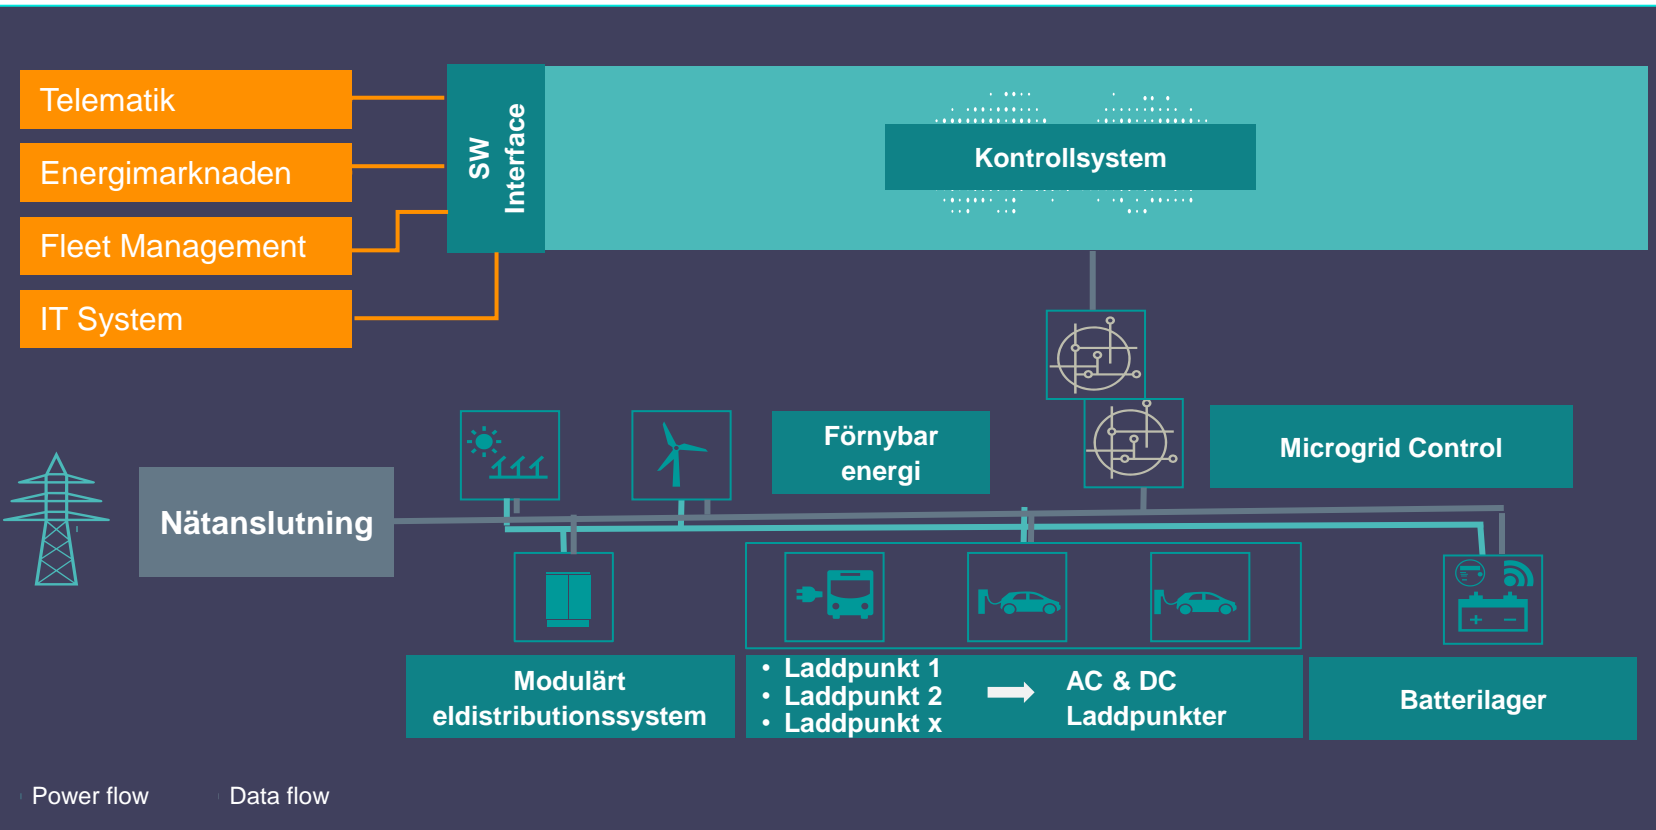 Telematik
Energimarknaden
Fleet Management
IT System
SW
Interface
Kontrollsystem
Förnybar
energi
Microgrid Control
Nätanslutning
+ −
Modulärt
eldistributionssystem
• Laddpunkt 1
• Laddpunkt 2
• Laddpunkt x
AC & DC
Laddpunkter
Batterilager
Power flow
Data flow